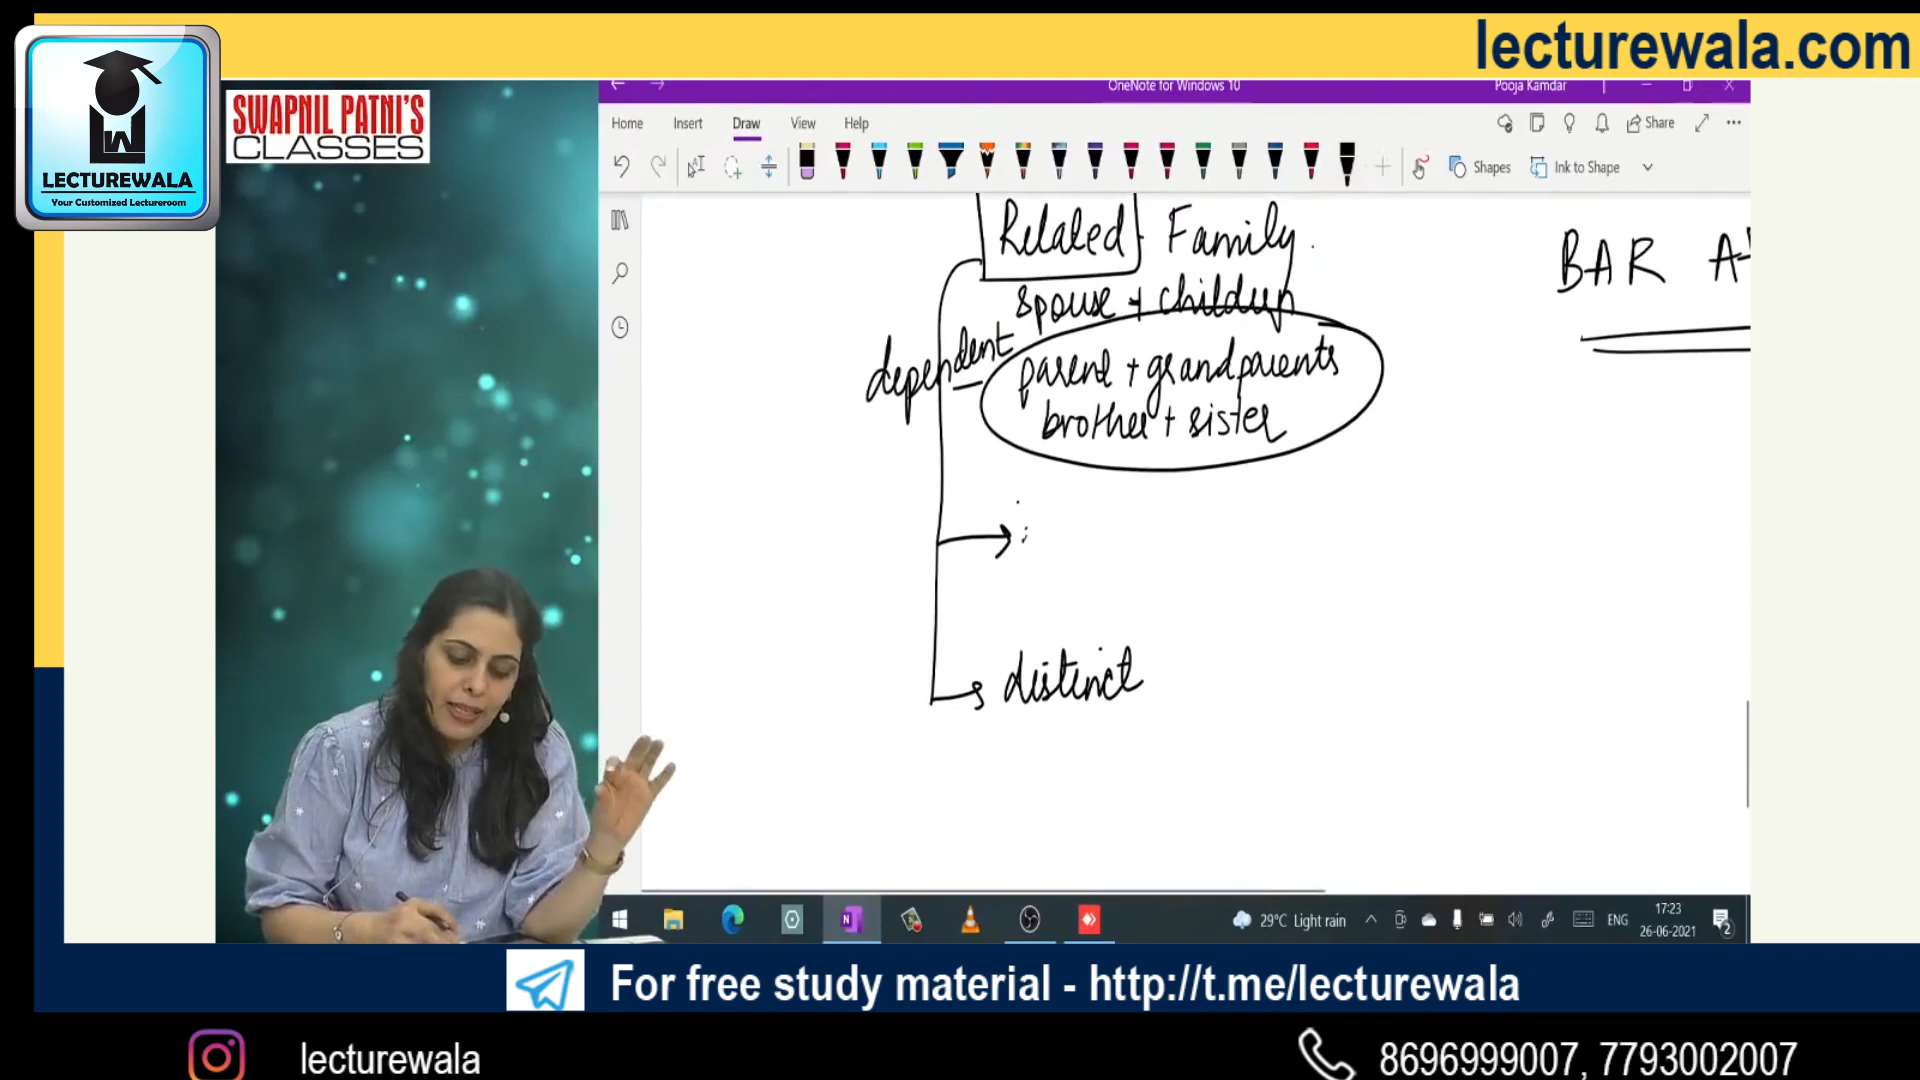 lecturewala.com
SWAPNIL PATNI'S
CLASSES
LW
LECTUREWALA
Your Customized Lectureroom
OneNote for Windows 10
Pooja Kamdar
Home Insert Draw View Help
Share
Shapes
Ink to Shape
Related Family.
spouse + children
dependent
parent + grandparents
brother + sister
distinct
BAR A
29°C Light rain
ENG
17:23
26-06-2021
2
For free study material - http://t.me/lecturewala
lecturewala
8696999007, 7793002007